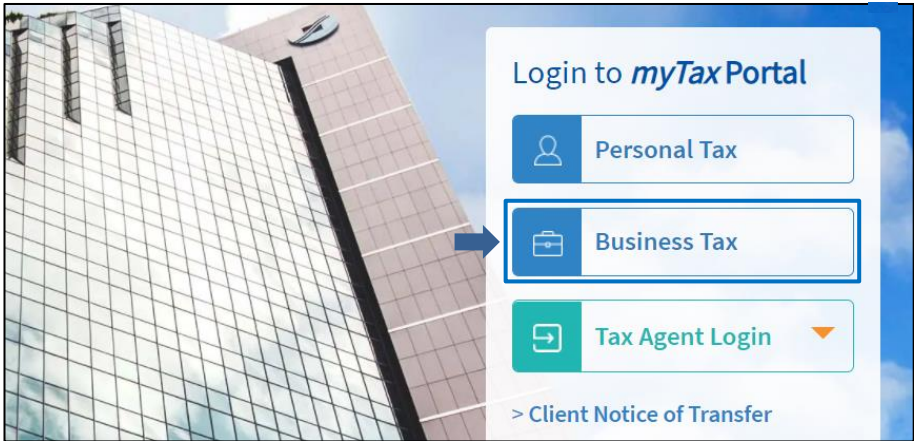 Login to myTax Portal
Personal Tax
Business Tax
Tax Agent Login
> Client Notice of Transfer